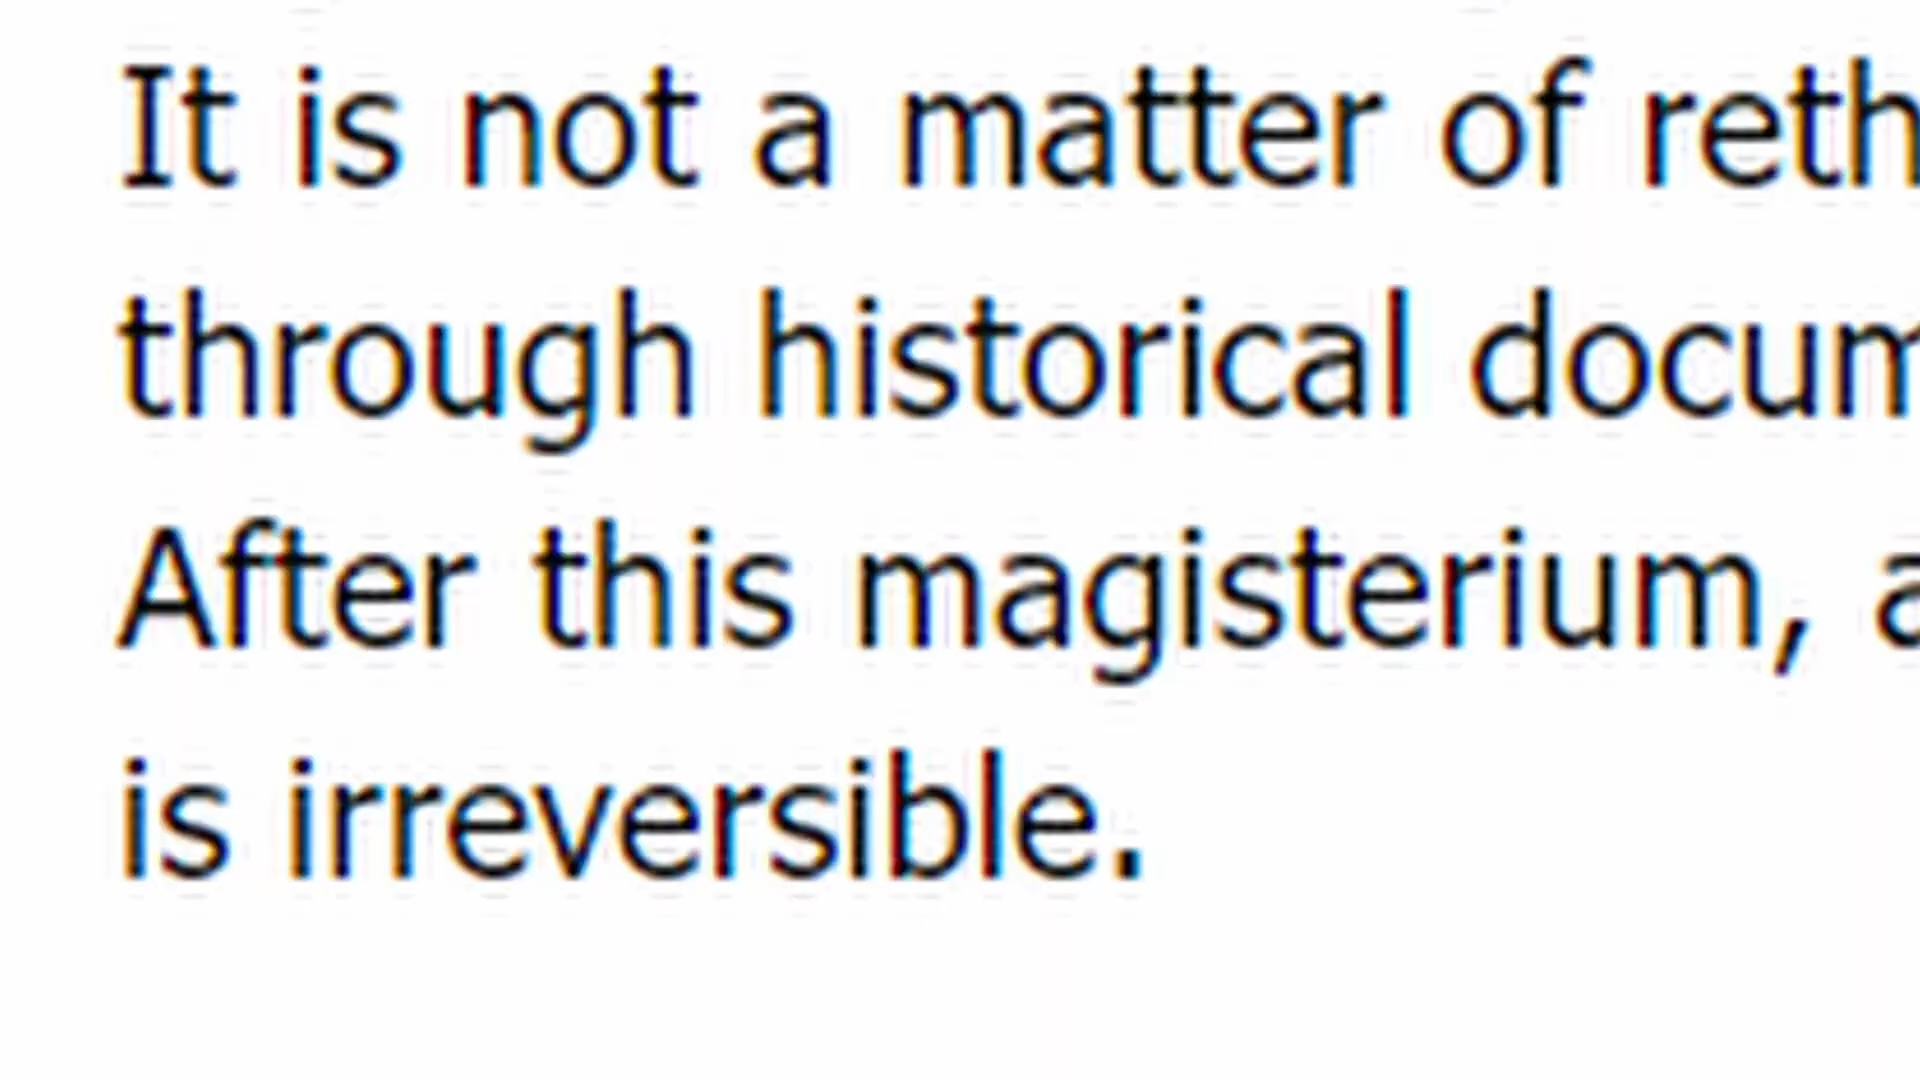 It is not a matter of reth
through historical docum
After this magisterium, a
is irreversible.